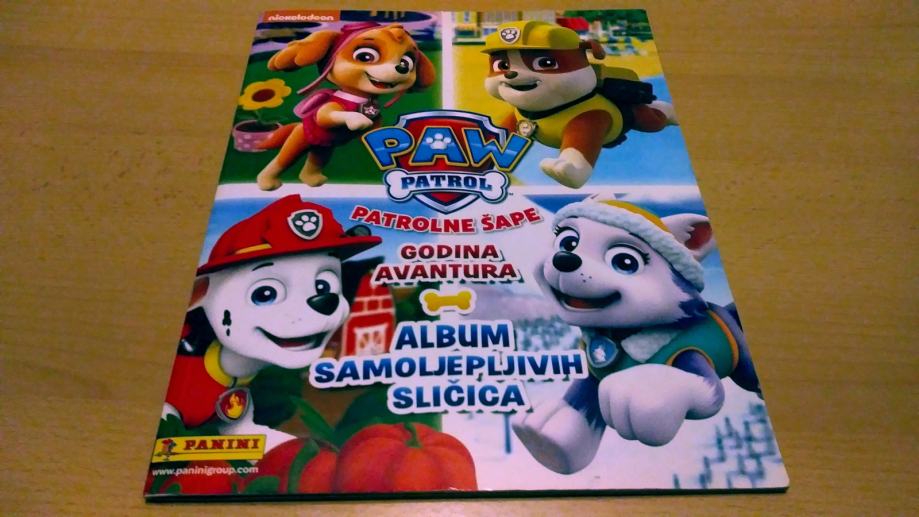 nickelodeon
PAW
PATROL
PATROLNE ŠAPE
GODINA
AVANTURA
ALBUM
SAMOLJEPLJIVIH
SLIČICA
PANINI
www.paninigroup.com